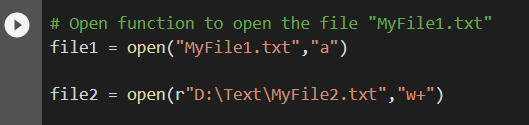 # Open function to open the file "MyFile1.txt"
file1 = open("MyFile1.txt","a")
file2 = open(r"D:\Text\MyFile2.txt","w+")